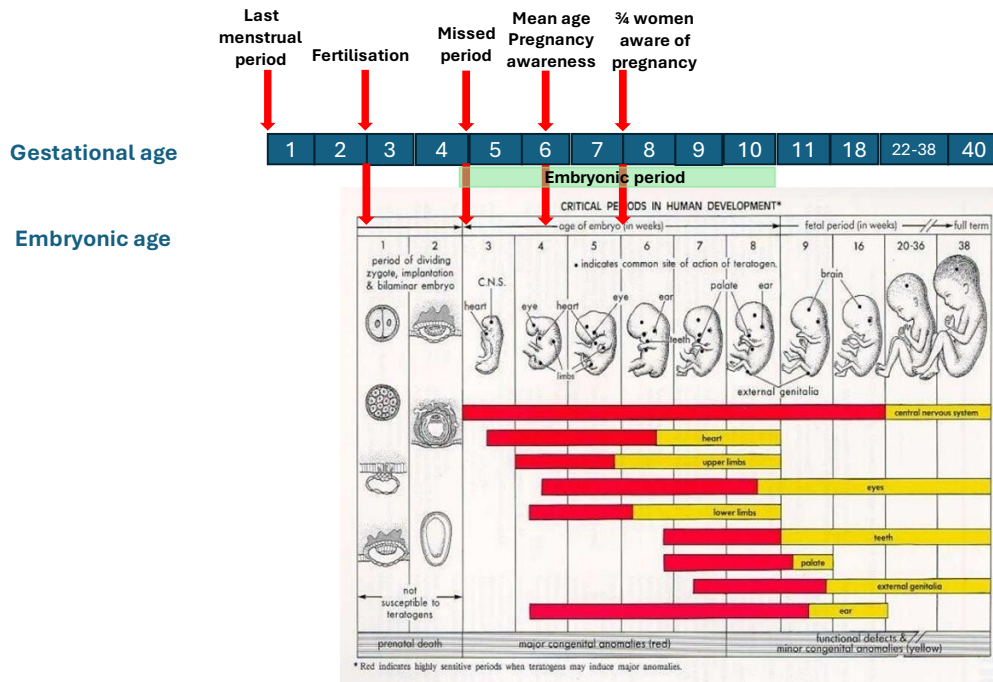 Last
menstrual
period
Fertilisation
Missed
period
Mean age
Pregnancy
awareness
¾ women
aware of
pregnancy
Gestational age
1 2 3 4 5 6 7 8 9 10 11 18 22-38 40
Embryonic period
Embryonic age
CRITICAL PERIODS IN HUMAN DEVELOPMENT*
age of embryo (in weeks)
fetal period (in weeks)
full term
1 2 3 4 5 6 7 8 9 16 20-36 38
period of dividing
zygote, implantation
& bilaminar embryo
• indicates common site of action of teratogen.
C.N.S.
heart
eye
heart
limbs
eye
ear
teeth
palate
ear
external genitalia
brain
central nervous system
heart
upper limbs
eyes
lower limbs
teeth
palate
external genitalia
ear
not
susceptible to
teratogens
prenatal death
major congenital anomalies (red)
functional defects &
minor congenital anomalies (yellow)
* Red indicates highly sensitive periods when teratogens may induce major anomalies.